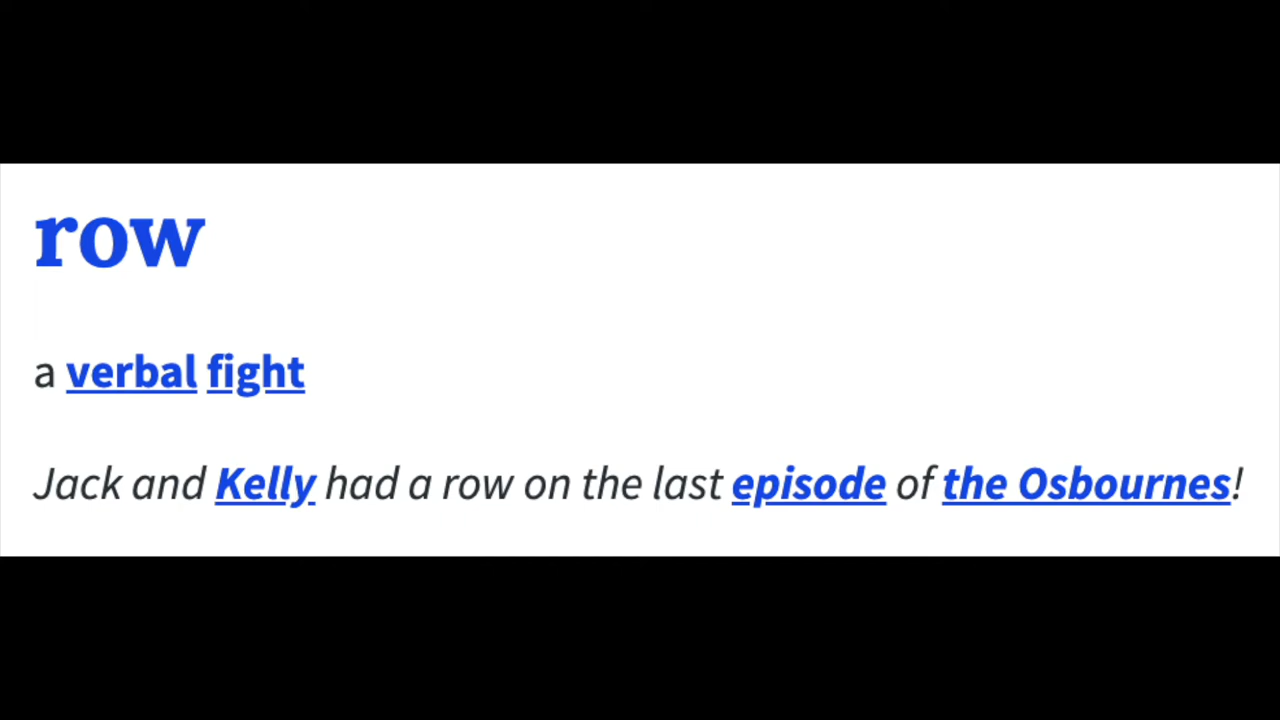 row
a verbal fight
Jack and Kelly had a row on the last episode of the Osbournes!